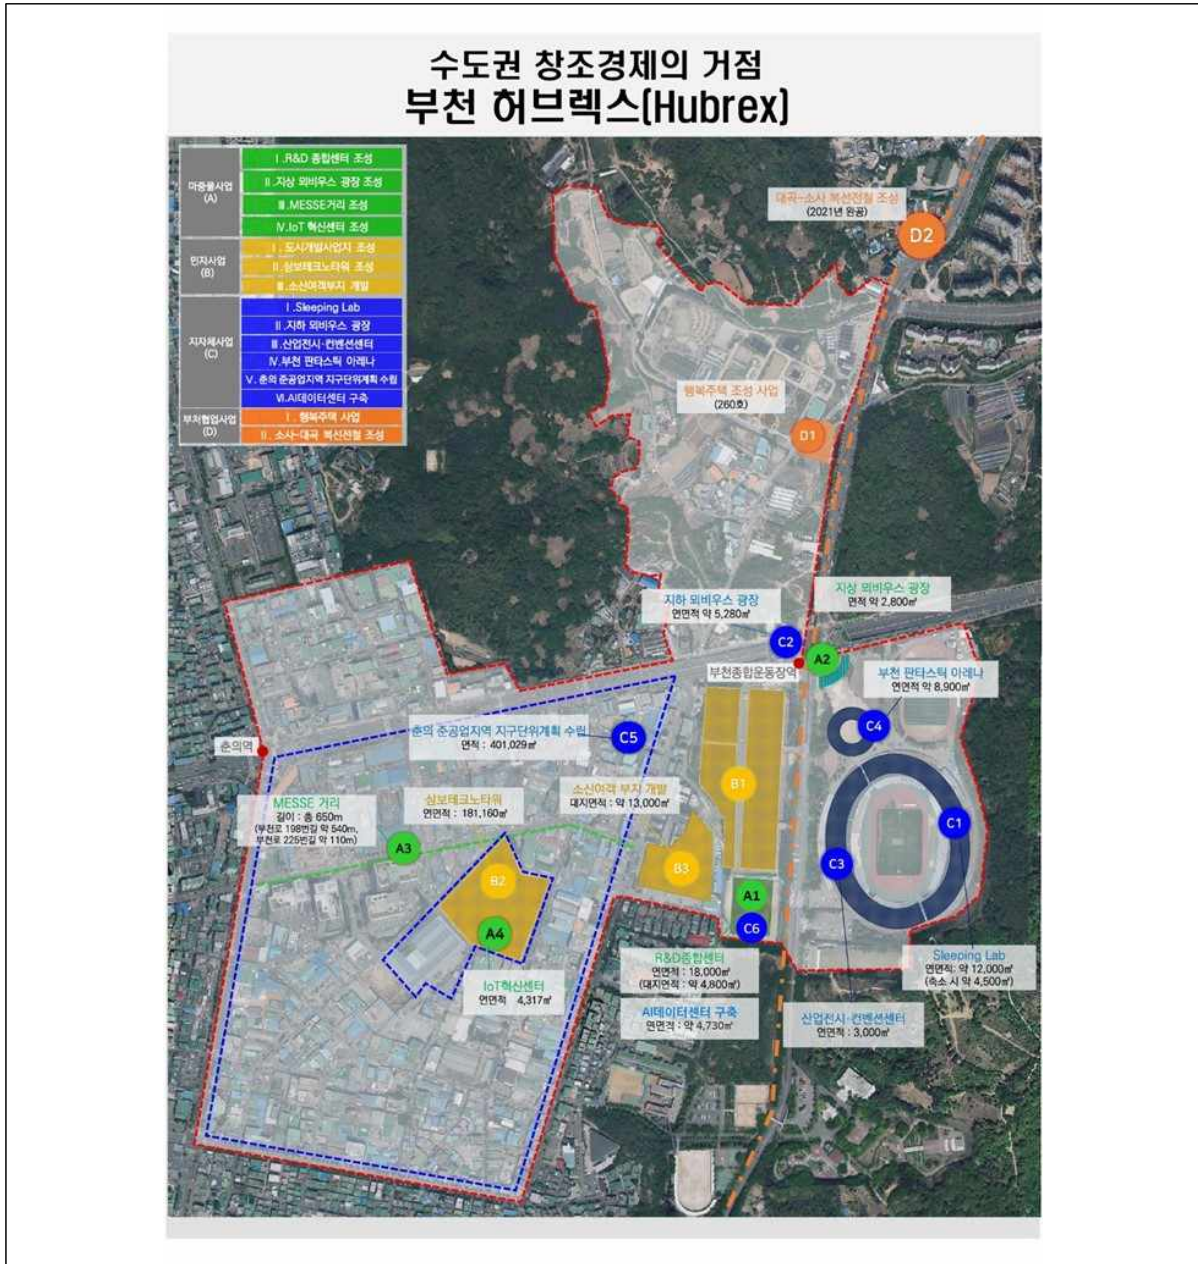 수도권 창조경제의 거점
부천 허브렉스(Hubrex)
마중물사업
(A)
Ⅰ.R&D 종합센터 조성
Ⅱ.지상 뫼비우스 광장 조성
Ⅲ.MESSE거리 조성
Ⅳ.IoT 혁신센터 조성
민자사업
(B)
Ⅰ. 도시개발사업지 조성
Ⅱ.삼보테크노타워 조성
Ⅲ.소신여객부지 개발
지자체사업
(C)
Ⅰ.Sleeping Lab
Ⅱ.지하 뫼비우스 광장
Ⅲ.산업전시·컨벤션센터
Ⅳ.부천 판타스틱 아레나
Ⅴ. 춘의 준공업지역 지구단위계획 수립
Ⅵ.AI데이터센터 구축
부처협업사업
(D)
Ⅰ. 행복주택 사업
Ⅱ. 소사-대곡 복선전철 조성
대곡-소사 복선전철 조성
(2021년 완공)
D2
행복주택 조성 사업
(260호)
D1
지하 뫼비우스 광장
연면적 약 5,280㎡
지상 뫼비우스 광장
면적 약 2,800㎡
C2
A2
부천종합운동장역
부천 판타스틱 아레나
연면적 약 8,900㎡
C4
춘의역
춘의 준공업지역 지구단위계획 수립
면적 : 401,029㎡
C5
MESSE 거리
길이 : 총 650m
(부천로 198번길 약 540m,
부천로 225번길 약 110m)
A3
삼보테크노타워
연면적 : 181,160㎡
소신여객 부지 개발
대지면적 : 약 13,000㎡
B1
B2
B3
A4
A1
C6
C3
C1
IoT혁신센터
연면적 4,317㎡
R&D종합센터
연면적 : 18,000㎡
(대지면적 : 약 4,800㎡)
AI데이터센터 구축
연면적 : 약 4,730㎡
산업전시·컨벤션센터
연면적 : 3,000㎡
Sleeping Lab
연면적: 약 12,000㎡
(축소 시 약 4,500㎡)